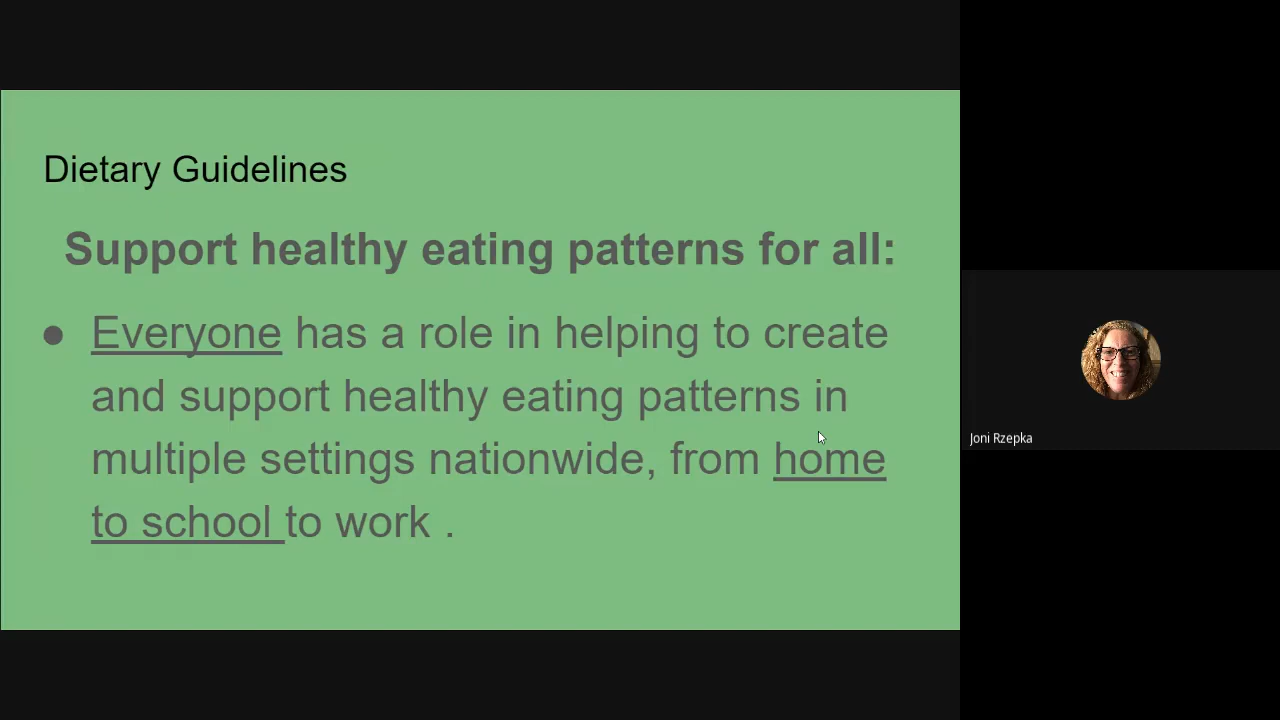 Dietary Guidelines
Support healthy eating patterns for all:
● Everyone has a role in helping to create
and support healthy eating patterns in
multiple settings nationwide, from home
to school to work .
Joni Rzepka